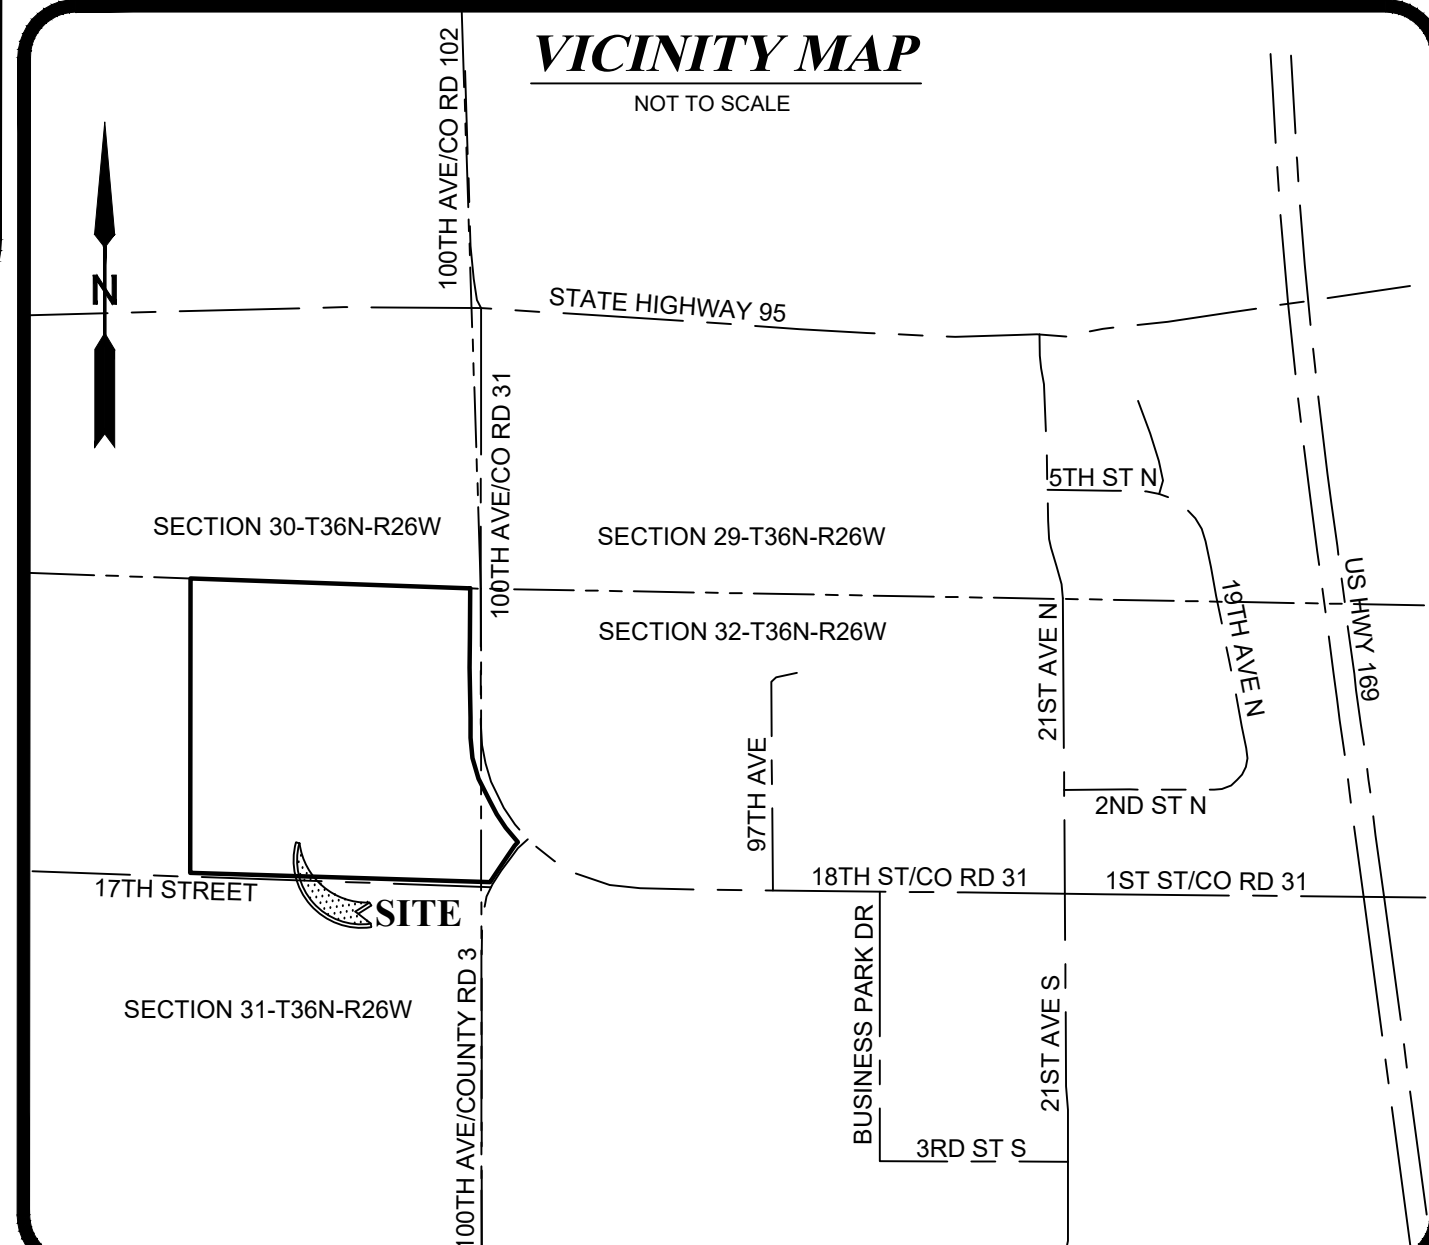 VICINITY MAP
NOT TO SCALE
100TH AVE/CO RD 102
N
STATE HIGHWAY 95
100TH AVE/CO RD 31
5TH ST N
SECTION 30-T36N-R26W
SECTION 29-T36N-R26W
US HWY 169
19TH AVE N
SECTION 32-T36N-R26W
21ST AVE N
97TH AVE
2ND ST N
17TH STREET
18TH ST/CO RD 31
1ST ST/CO RD 31
SITE
BUSINESS PARK DR
SECTION 31-T36N-R26W
100TH AVE/COUNTY RD 3
21ST AVE S
3RD ST S